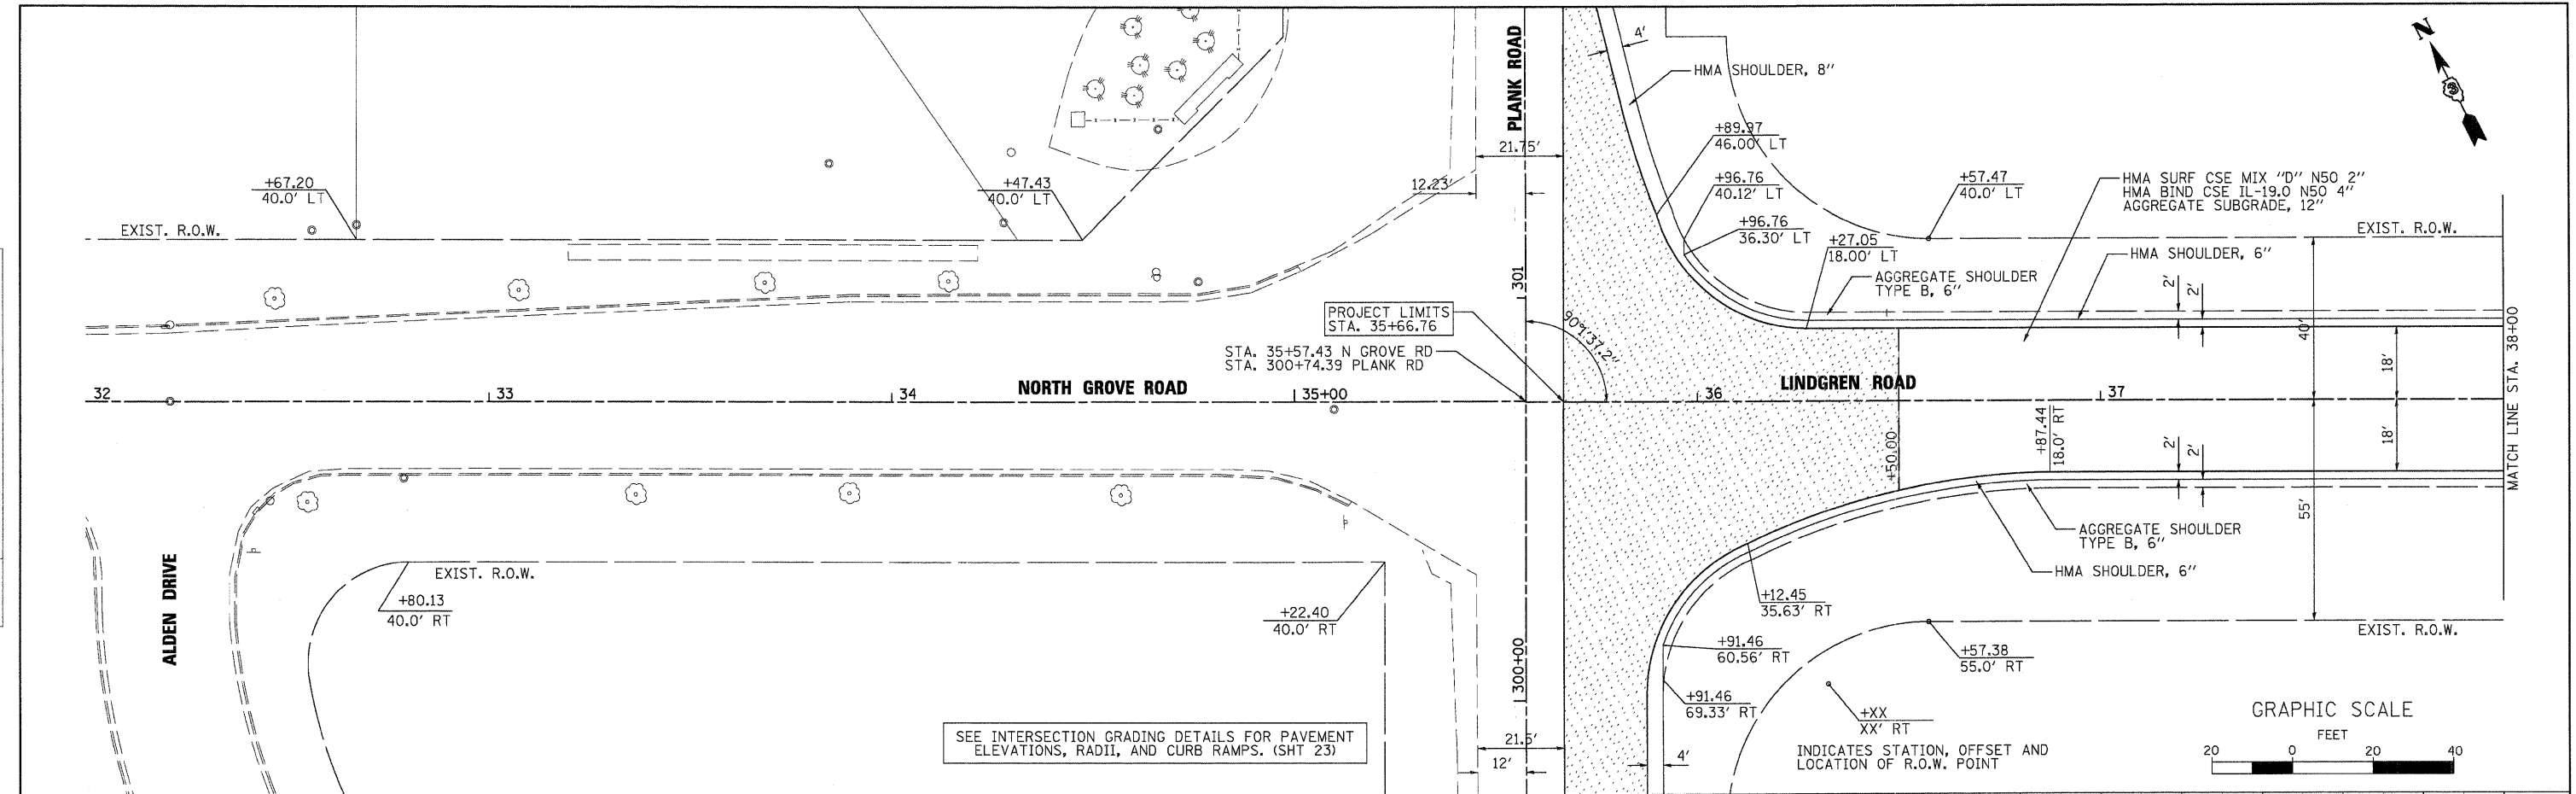 N
3
PLANK ROAD
4'
HMA SHOULDER, 8"
+89.97
46.00' LT
21.75'
12.23'
+67.20
40.0' LT
+47.43
40.0' LT
+96.76
40.12' LT
+96.76
36.30' LT
+57.47
40.0' LT
HMA SURF CSE MIX "D" N50 2"
HMA BIND CSE IL-19.0 N50 4"
AGGREGATE SUBGRADE, 12"
EXIST. R.O.W.
EXIST. R.O.W.
+27.05
18.00' LT
HMA SHOULDER, 6"
AGGREGATE SHOULDER
TYPE B, 6"
2'
2'
40'
301
PROJECT LIMITS
STA. 35+66.76
90°1'37.2"
STA. 35+57.43 N GROVE RD
STA. 300+74.39 PLANK RD
18'
MATCH LINE STA. 38+00
32
33
34
NORTH GROVE ROAD
35+00
36
LINDGREN ROAD
37
+50.00
+87.44
18.0' RT
2'
2'
18'
55'
AGGREGATE SHOULDER
TYPE B, 6"
HMA SHOULDER, 6"
ALDEN DRIVE
EXIST. R.O.W.
+80.13
40.0' RT
+22.40
40.0' RT
300+00
+12.45
35.63' RT
+91.46
60.56' RT
+57.38
55.0' RT
EXIST. R.O.W.
+91.46
69.33' RT
+XX
XX' RT
INDICATES STATION, OFFSET AND
LOCATION OF R.O.W. POINT
SEE INTERSECTION GRADING DETAILS FOR PAVEMENT
ELEVATIONS, RADII, AND CURB RAMPS. (SHT 23)
21.5'
12'
4'
GRAPHIC SCALE
FEET
20 0 20 40